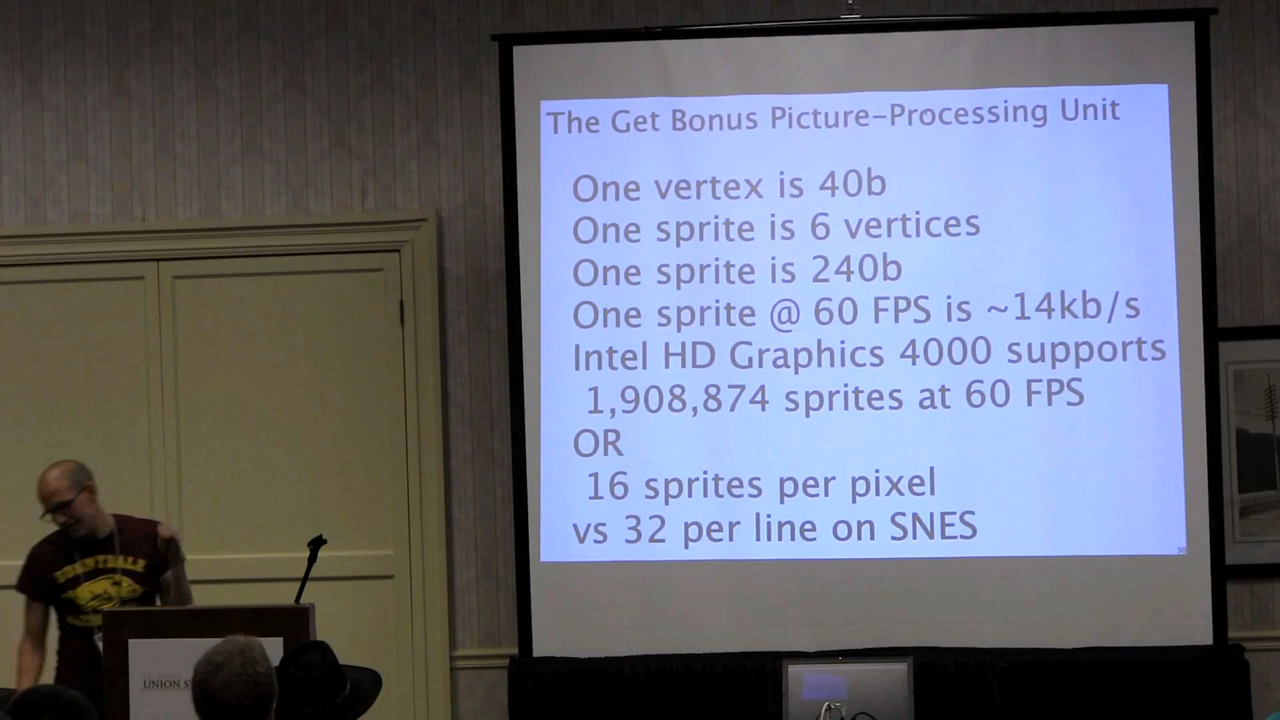 The Get Bonus Picture-Processing Unit
One vertex is 40b
One sprite is 6 vertices
One sprite is 240b
One sprite @ 60 FPS is ~14kb/s
Intel HD Graphics 4000 supports
1,908,874 sprites at 60 FPS
OR
16 sprites per pixel
vs 32 per line on SNES
UNION